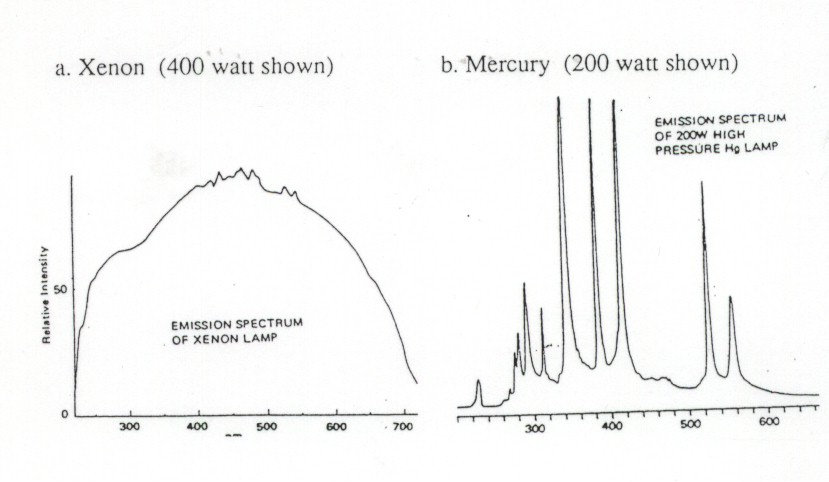 a. Xenon (400 watt shown)
b. Mercury (200 watt shown)
EMISSION SPECTRUM
OF 200W HIGH
PRESSURE Hg LAMP
Relative Intensity
50
0
EMISSION SPECTRUM
OF XENON LAMP
300 400 500 600 700
nm
300 400 500 600